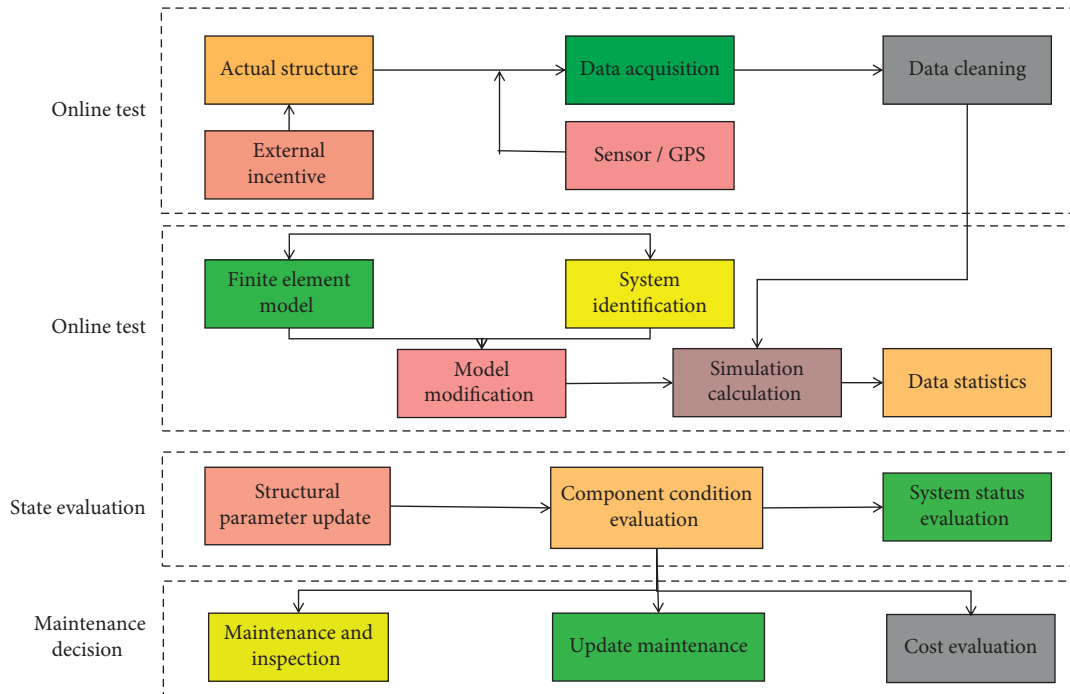 Online test
Actual structure
Data acquisition
Data cleaning
External
incentive
Sensor / GPS
Online test
Finite element
model
System
identification
Model
modification
Simulation
calculation
Data statistics
State evaluation
Structural
parameter update
Component condition
evaluation
System status
evaluation
Maintenance
decision
Maintenance and
inspection
Update maintenance
Cost evaluation